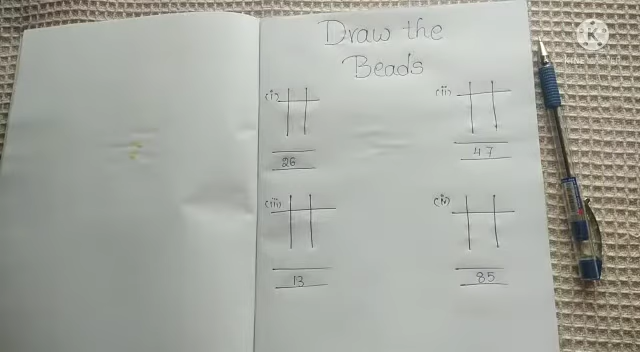 Draw the
Beads
(i)
(ii)
26
47
(iii)
(iv)
13
85